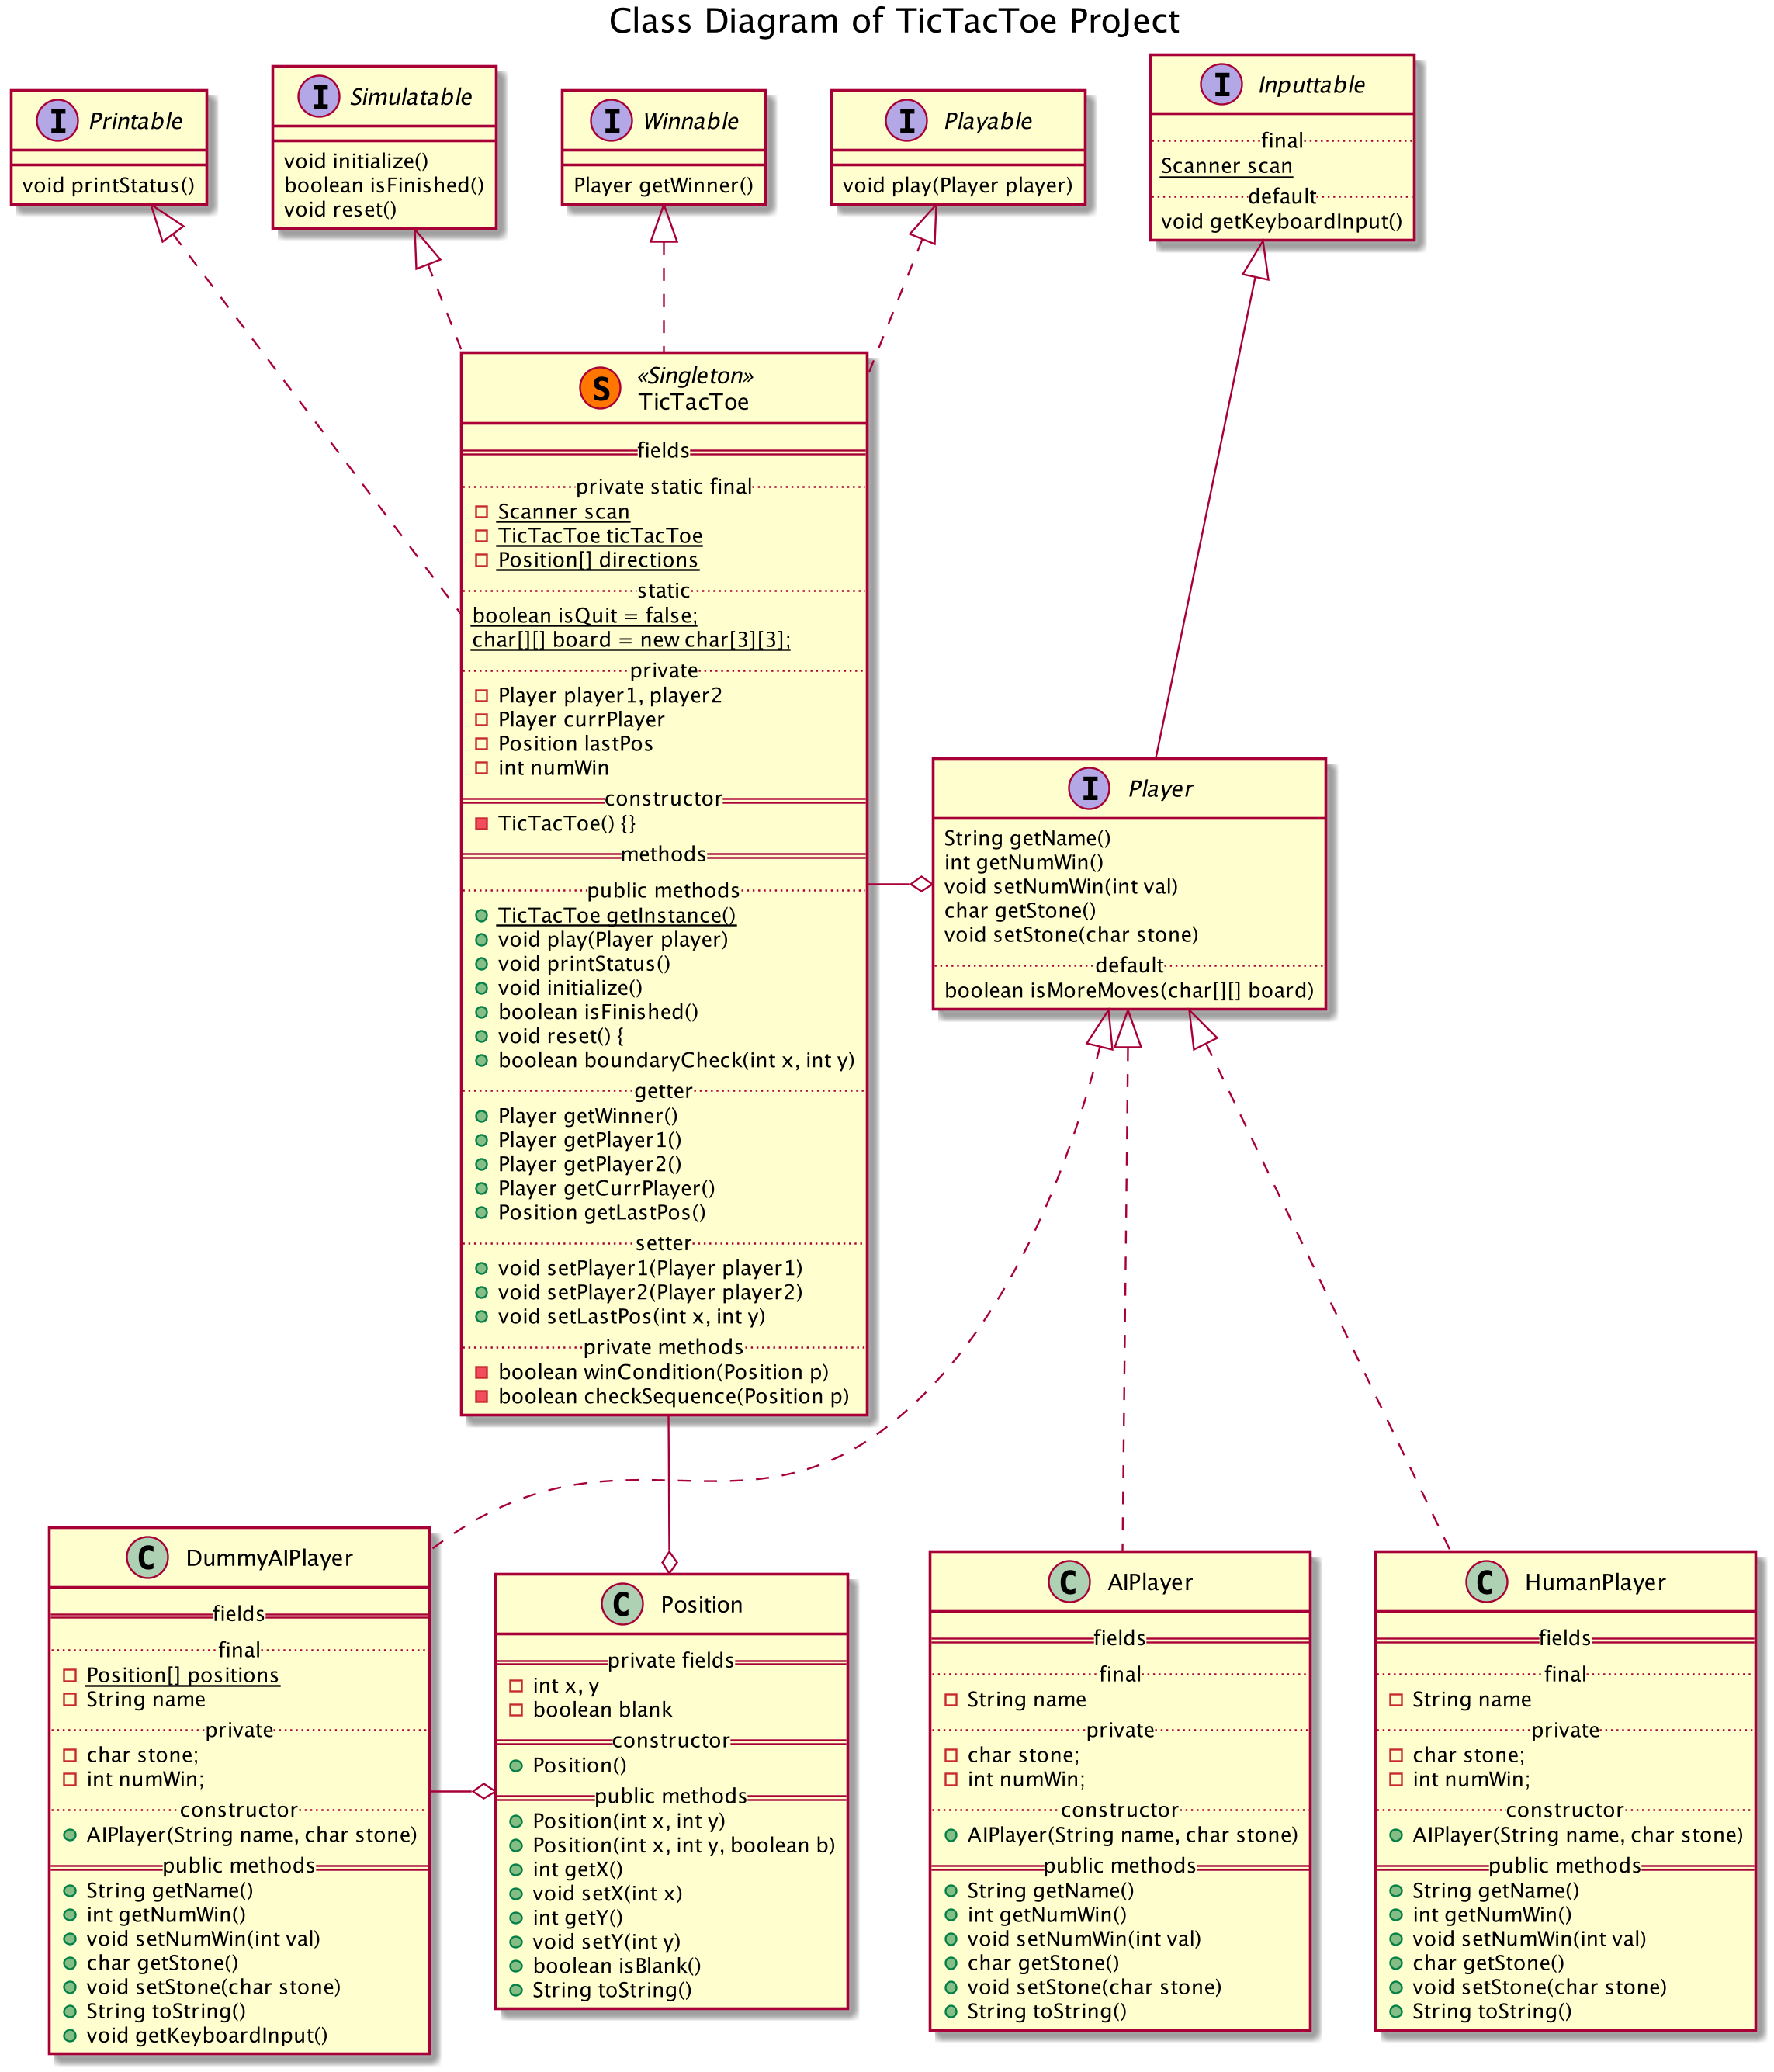 Class Diagram of TicTacToe ProJect
I Printable
void printStatus()
I Simulatable
void initialize()
boolean isFinished()
void reset()
I Winnable
Player getWinner()
I Playable
void play(Player player)
I Inputtable
final
Scanner scan
default
void getKeyboardInput()
S «Singleton»
TicTacToe
fields
private static final
Scanner scan
TicTacToe ticTacToe
Position[] directions
static
boolean isQuit = false;
char[][] board = new char[3][3];
private
Player player1, player2
Player currPlayer
Position lastPos
int numWin
constructor
TicTacToe() {}
methods
public methods
TicTacToe getInstance()
void play(Player player)
void printStatus()
void initialize()
boolean isFinished()
void reset() {
boolean boundaryCheck(int x, int y)
getter
Player getWinner()
Player getPlayer1()
Player getPlayer2()
Player getCurrPlayer()
Position getLastPos()
setter
void setPlayer1(Player player1)
void setPlayer2(Player player2)
void setLastPos(int x, int y)
private methods
boolean winCondition(Position p)
boolean checkSequence(Position p)
I Player
String getName()
int getNumWin()
void setNumWin(int val)
char getStone()
void setStone(char stone)
default
boolean isMoreMoves(char[][] board)
C DummyAIPlayer
fields
final
Position[] positions
String name
private
char stone;
int numWin;
constructor
AIPlayer(String name, char stone)
public methods
String getName()
int getNumWin()
void setNumWin(int val)
char getStone()
void setStone(char stone)
String toString()
void getKeyboardInput()
C Position
private fields
int x, y
boolean blank
constructor
Position()
public methods
Position(int x, int y)
Position(int x, int y, boolean b)
int getX()
void setX(int x)
int getY()
void setY(int y)
boolean isBlank()
String toString()
C AIPlayer
fields
final
String name
private
char stone;
int numWin;
constructor
AIPlayer(String name, char stone)
public methods
String getName()
int getNumWin()
void setNumWin(int val)
char getStone()
void setStone(char stone)
String toString()
C HumanPlayer
fields
final
String name
private
char stone;
int numWin;
constructor
AIPlayer(String name, char stone)
public methods
String getName()
int getNumWin()
void setNumWin(int val)
char getStone()
void setStone(char stone)
String toString()